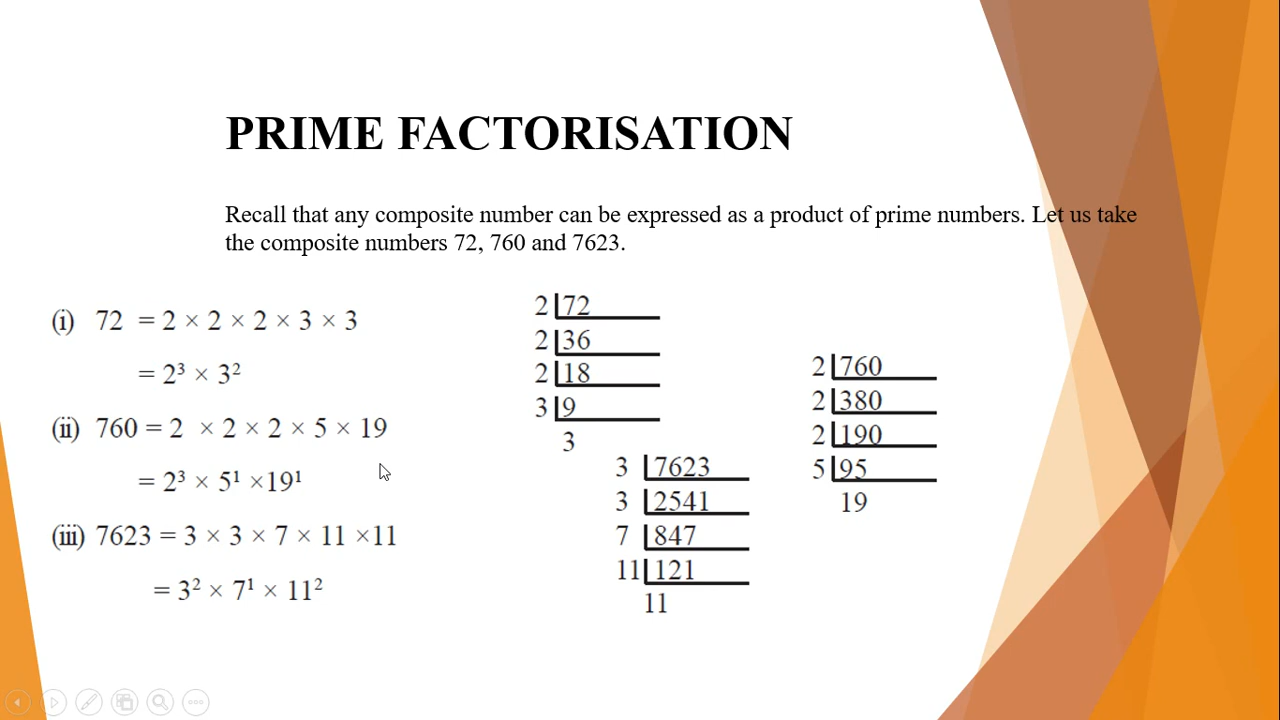 PRIME FACTORISATION
Recall that any composite number can be expressed as a product of prime numbers. Let us take
the composite numbers 72, 760 and 7623.
(i) 72 = 2 × 2 × 2 × 3 × 3
= 2³ × 3²
(ii) 760 = 2 × 2 × 2 × 5 × 19
= 2³ × 5¹ ×19¹
(iii) 7623 = 3 × 3 × 7 × 11 ×11
= 3² × 7¹ × 11²
2 72
2 36
2 18
3 9
3
3 7623
3 2541
7 847
11 121
11
2 760
2 380
2 190
5 95
19